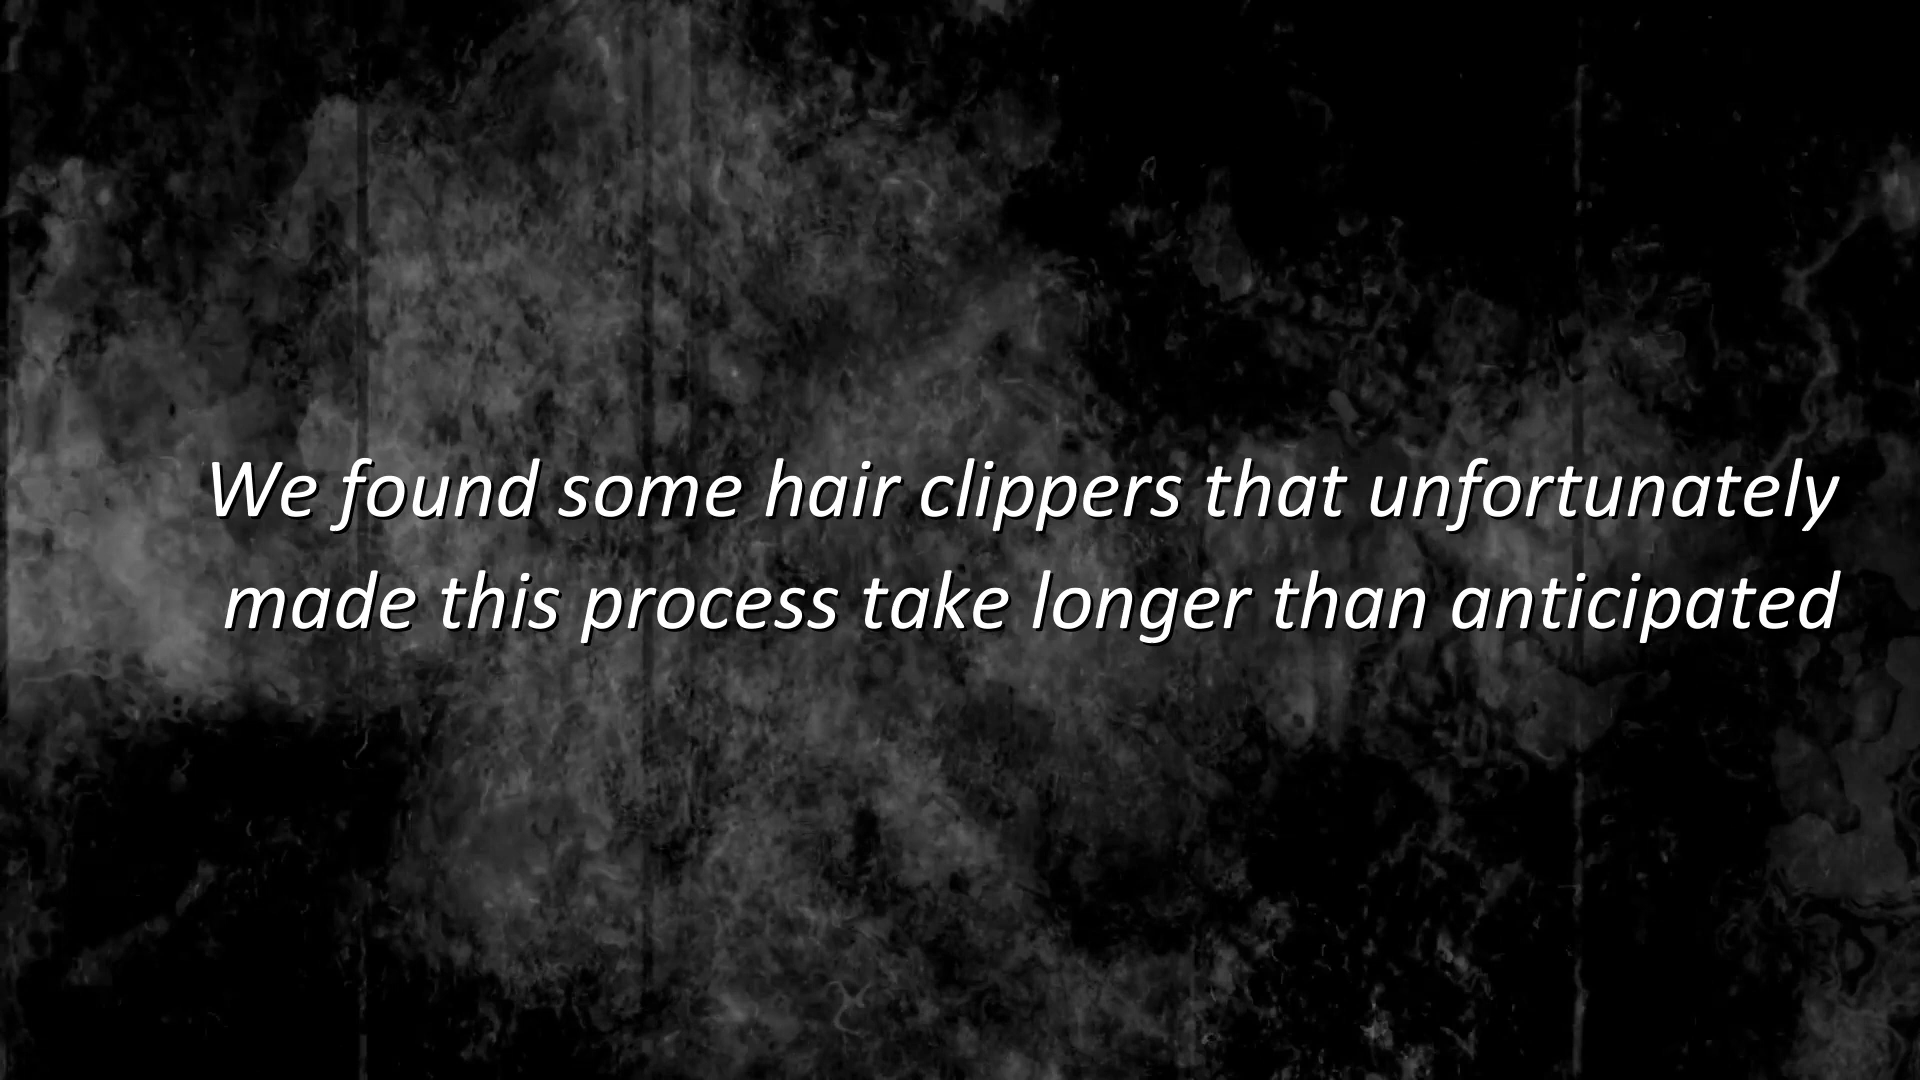 We found some hair clippers that unfortunately
made this process take longer than anticipated